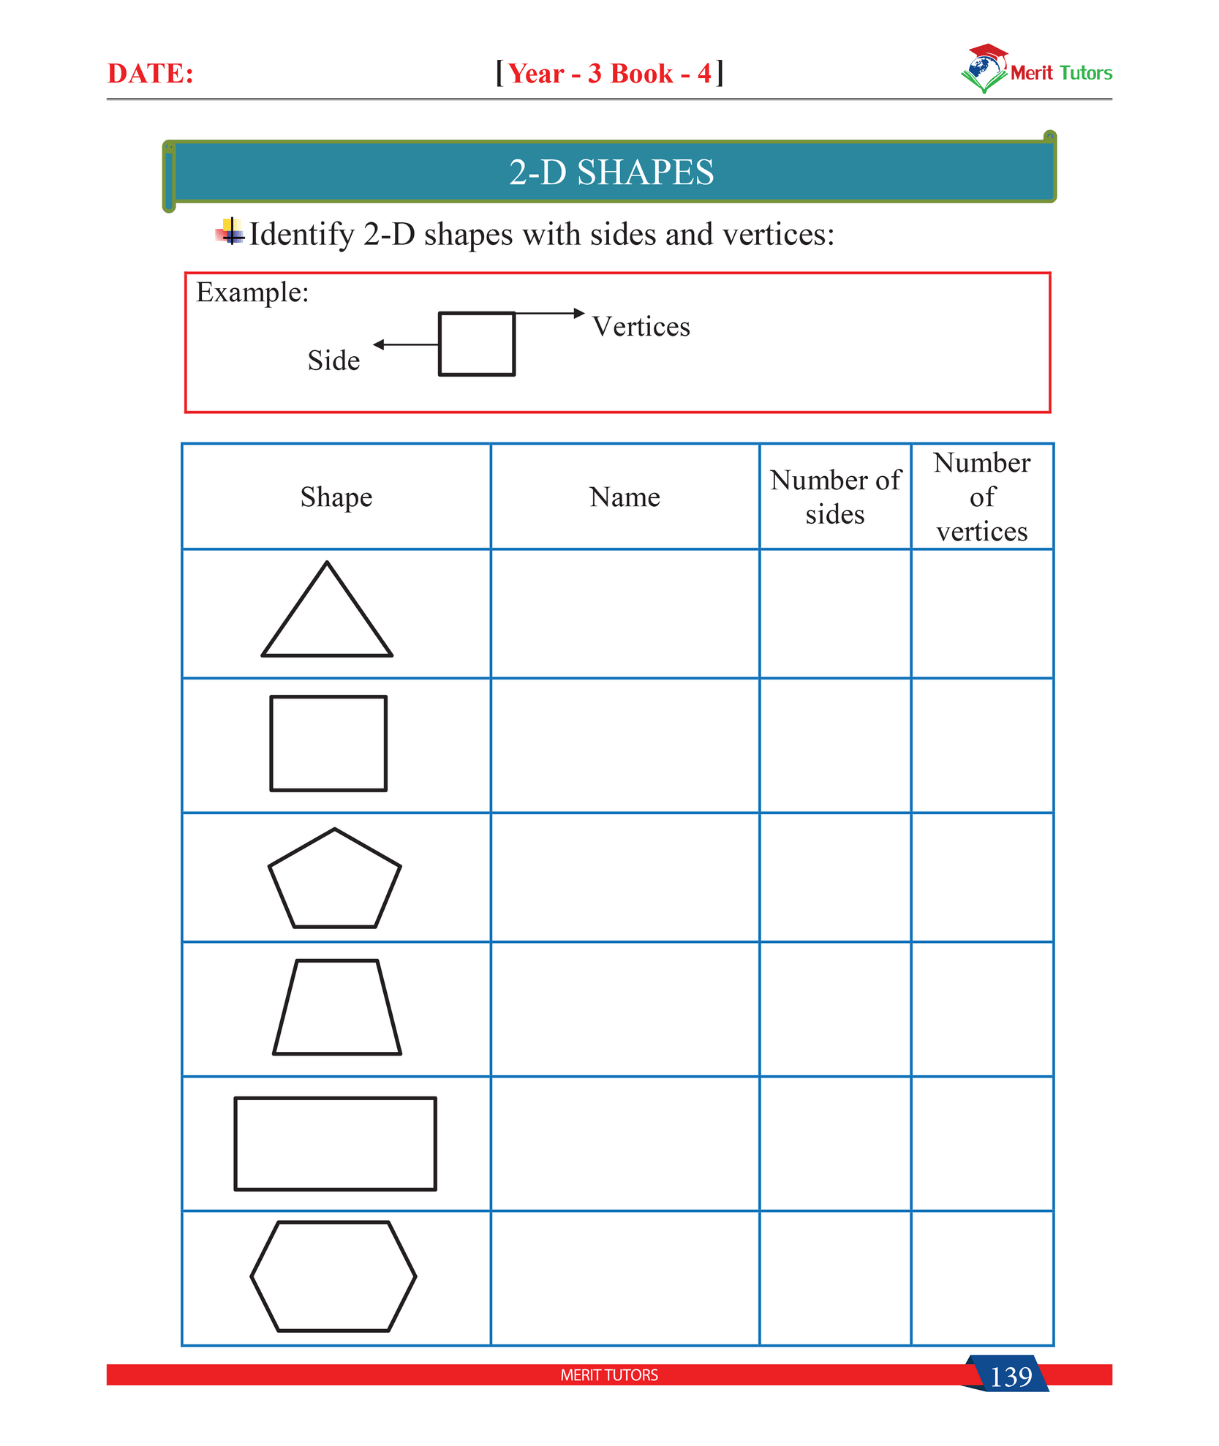 DATE:
[Year - 3 Book - 4]
Merit Tutors
2-D SHAPES
Identify 2-D shapes with sides and vertices:
Example:
Vertices
Side
Shape
Name
Number of
sides
Number
of
vertices
MERIT TUTORS
139